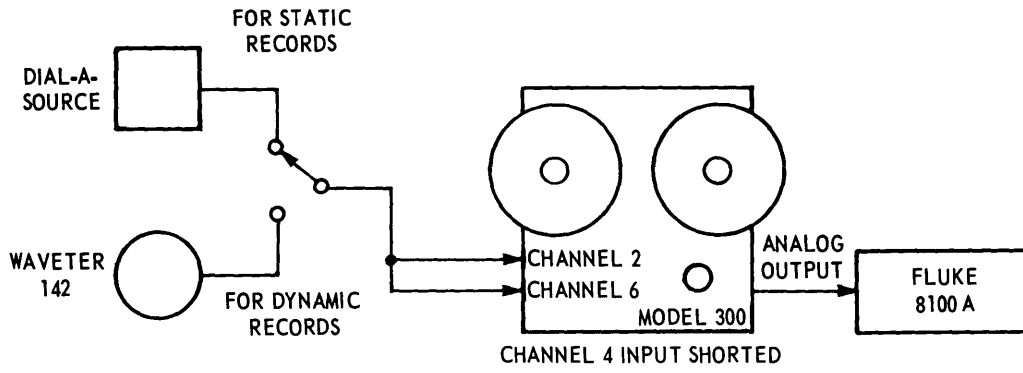 FOR STATIC
RECORDS
DIAL-A-
SOURCE
WAVETER
142
FOR DYNAMIC
RECORDS
CHANNEL 2
CHANNEL 6
MODEL 300
CHANNEL 4 INPUT SHORTED
ANALOG
OUTPUT
FLUKE
8100 A